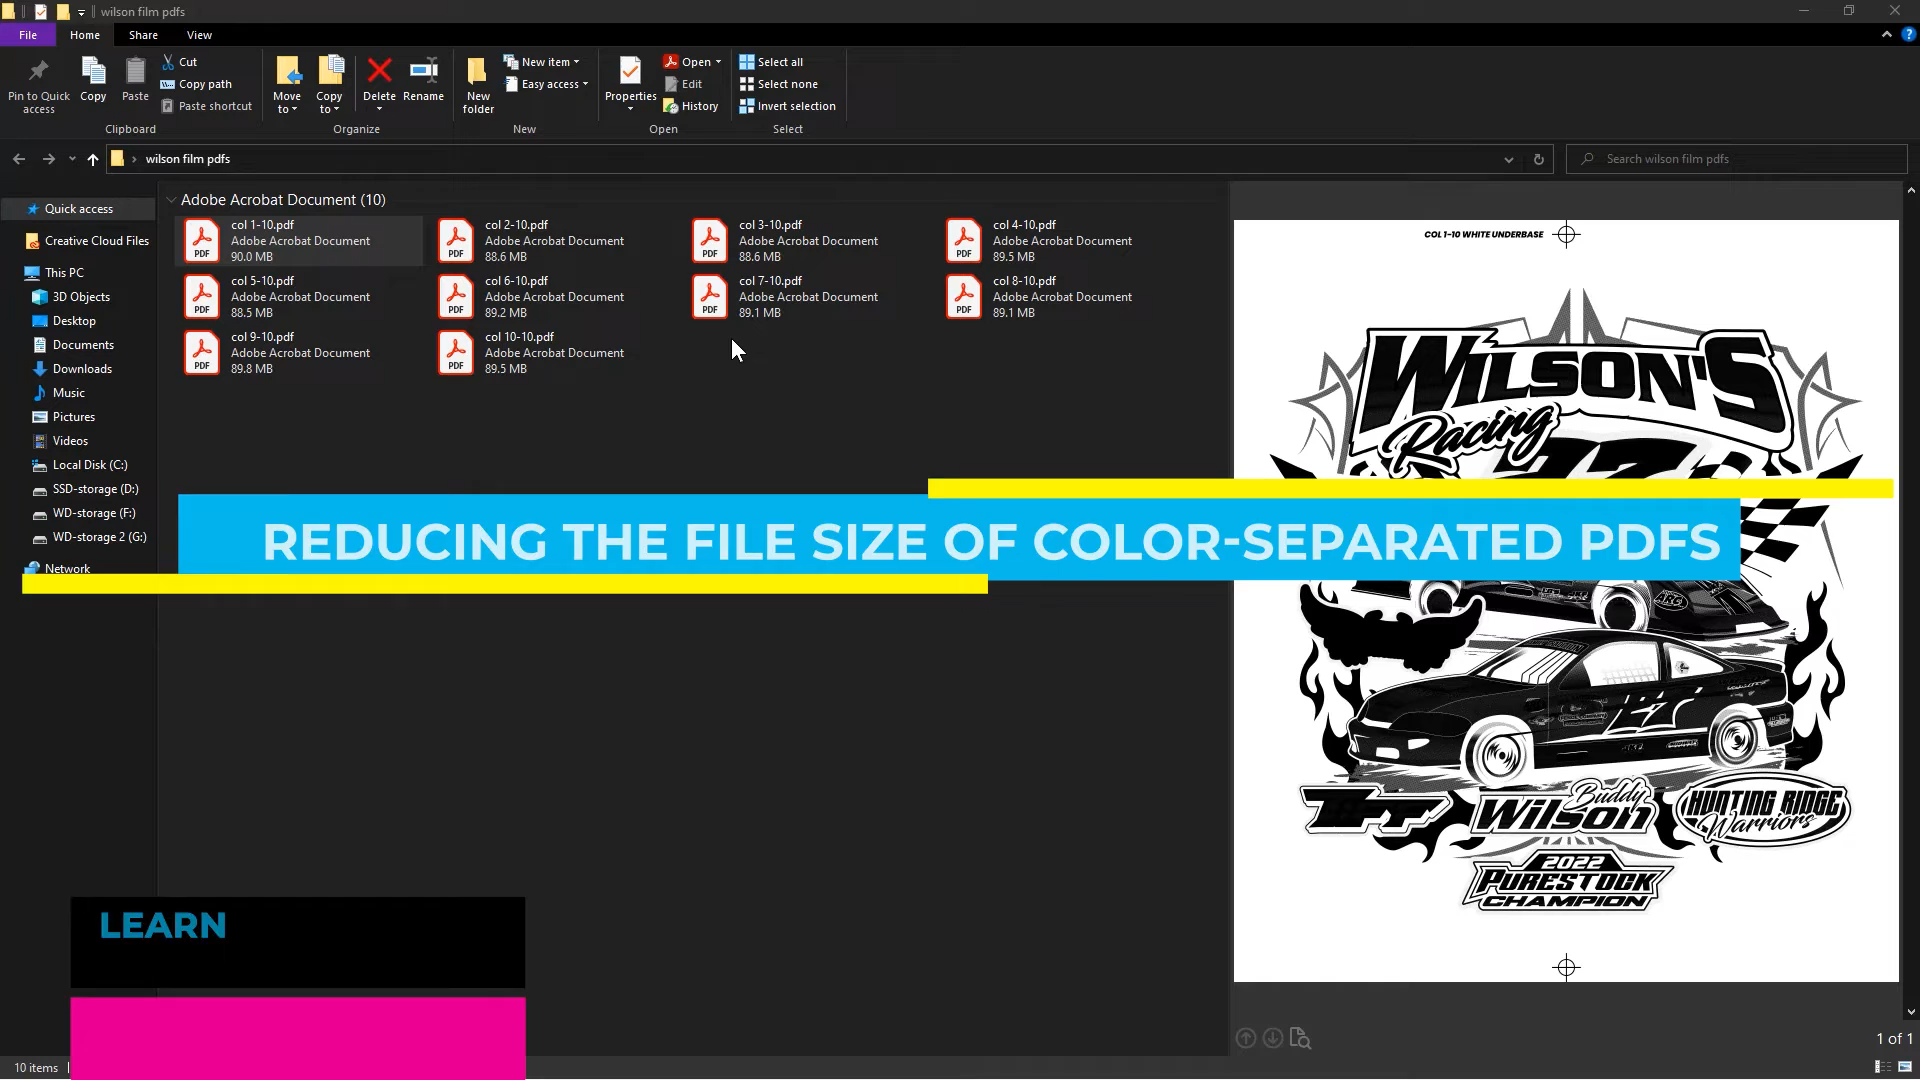 wilson film pdfs
File Home Share View
Pin to Quick access
Copy
Paste
Cut
Copy path
Paste shortcut
Clipboard
Move to
Copy to
Delete
Rename
Organize
New folder
New item
Easy access
New
Properties
Open
Edit
History
Open
Select all
Select none
Invert selection
Select
wilson film pdfs
Search wilson film pdfs
Quick access
Creative Cloud Files
This PC
3D Objects
Desktop
Documents
Downloads
Music
Pictures
Videos
Local Disk (C:)
SSD-storage (D:)
WD-storage (F:)
WD-storage 2 (G:)
Network
Adobe Acrobat Document (10)
PDF
col 1-10.pdf
Adobe Acrobat Document
90.0 MB
PDF
col 2-10.pdf
Adobe Acrobat Document
88.6 MB
PDF
col 3-10.pdf
Adobe Acrobat Document
88.6 MB
PDF
col 4-10.pdf
Adobe Acrobat Document
89.5 MB
PDF
col 5-10.pdf
Adobe Acrobat Document
88.5 MB
PDF
col 6-10.pdf
Adobe Acrobat Document
89.2 MB
PDF
col 7-10.pdf
Adobe Acrobat Document
89.1 MB
PDF
col 8-10.pdf
Adobe Acrobat Document
89.1 MB
PDF
col 9-10.pdf
Adobe Acrobat Document
89.8 MB
PDF
col 10-10.pdf
Adobe Acrobat Document
89.5 MB
COL 1-10 WHITE UNDERBASE
WILSON'S
Racing
REDUCING THE FILE SIZE OF COLOR-SEPARATED PDFS
TFT
Buddy
Wilson
HUNTING RIDGE
Warriors
2022
PURESTOCK
CHAMPION
LEARN
1 of 1
10 items